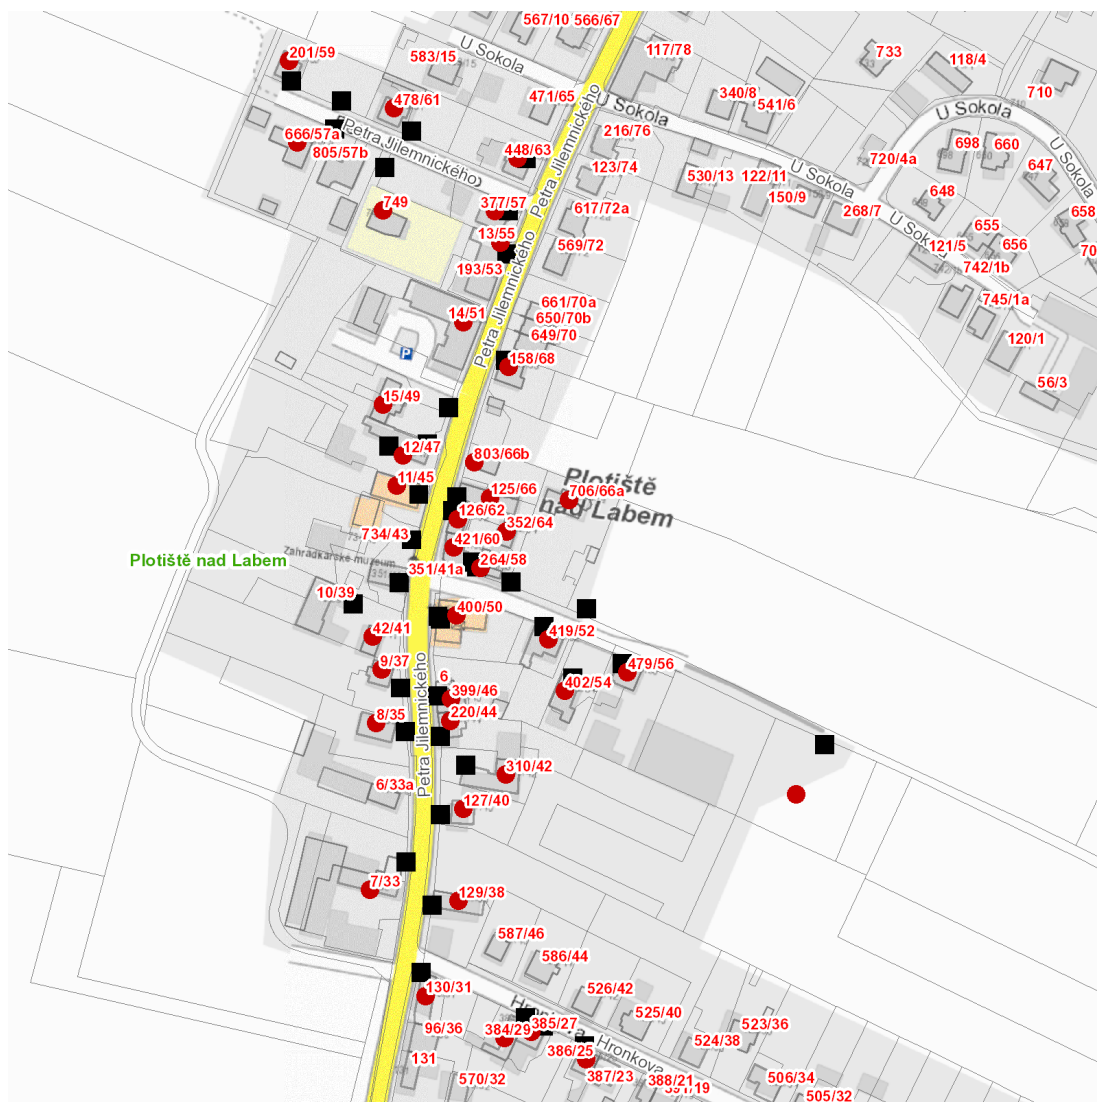 567/10
566/67
117/78
733
118/4
201/59
583/15
U Sokola
340/8
541/6
710
478/61
471/65
U Sokola
U Sokola
666/57a
805/57b
Petra Jilemnického
448/63
216/76
123/74
Petra Jilemnického
530/13
122/11
150/9
U Sokola
720/4a
698
660
647
U Sokola
749
377/57
617/72a
268/7
648
658
13/55
569/72
U Sokola
121/5
655
656
70
193/53
742/1b
661/70a
650/70b
649/70
745/1a
14/51
Petra Jilemnického
120/1
P
158/68
56/3
15/49
12/47
803/66b
11/45
125/66
706/66a
Plotiště
nad Labem
126/62
352/64
734/43
421/60
Zahrádkářské muzeum
Plotiště nad Labem
351/41a
264/58
10/39
400/50
42/41
419/52
9/37
6
479/56
399/46
402/54
8/35
220/44
Petra Jilemnického
310/42
6/33a
127/40
7/33
129/38
587/46
586/44
130/31
526/42
96/36
384/29
385/27
525/40
523/36
524/38
Hronkova
386/25
131
570/32
387/23
388/21
391/19
506/34
505/32